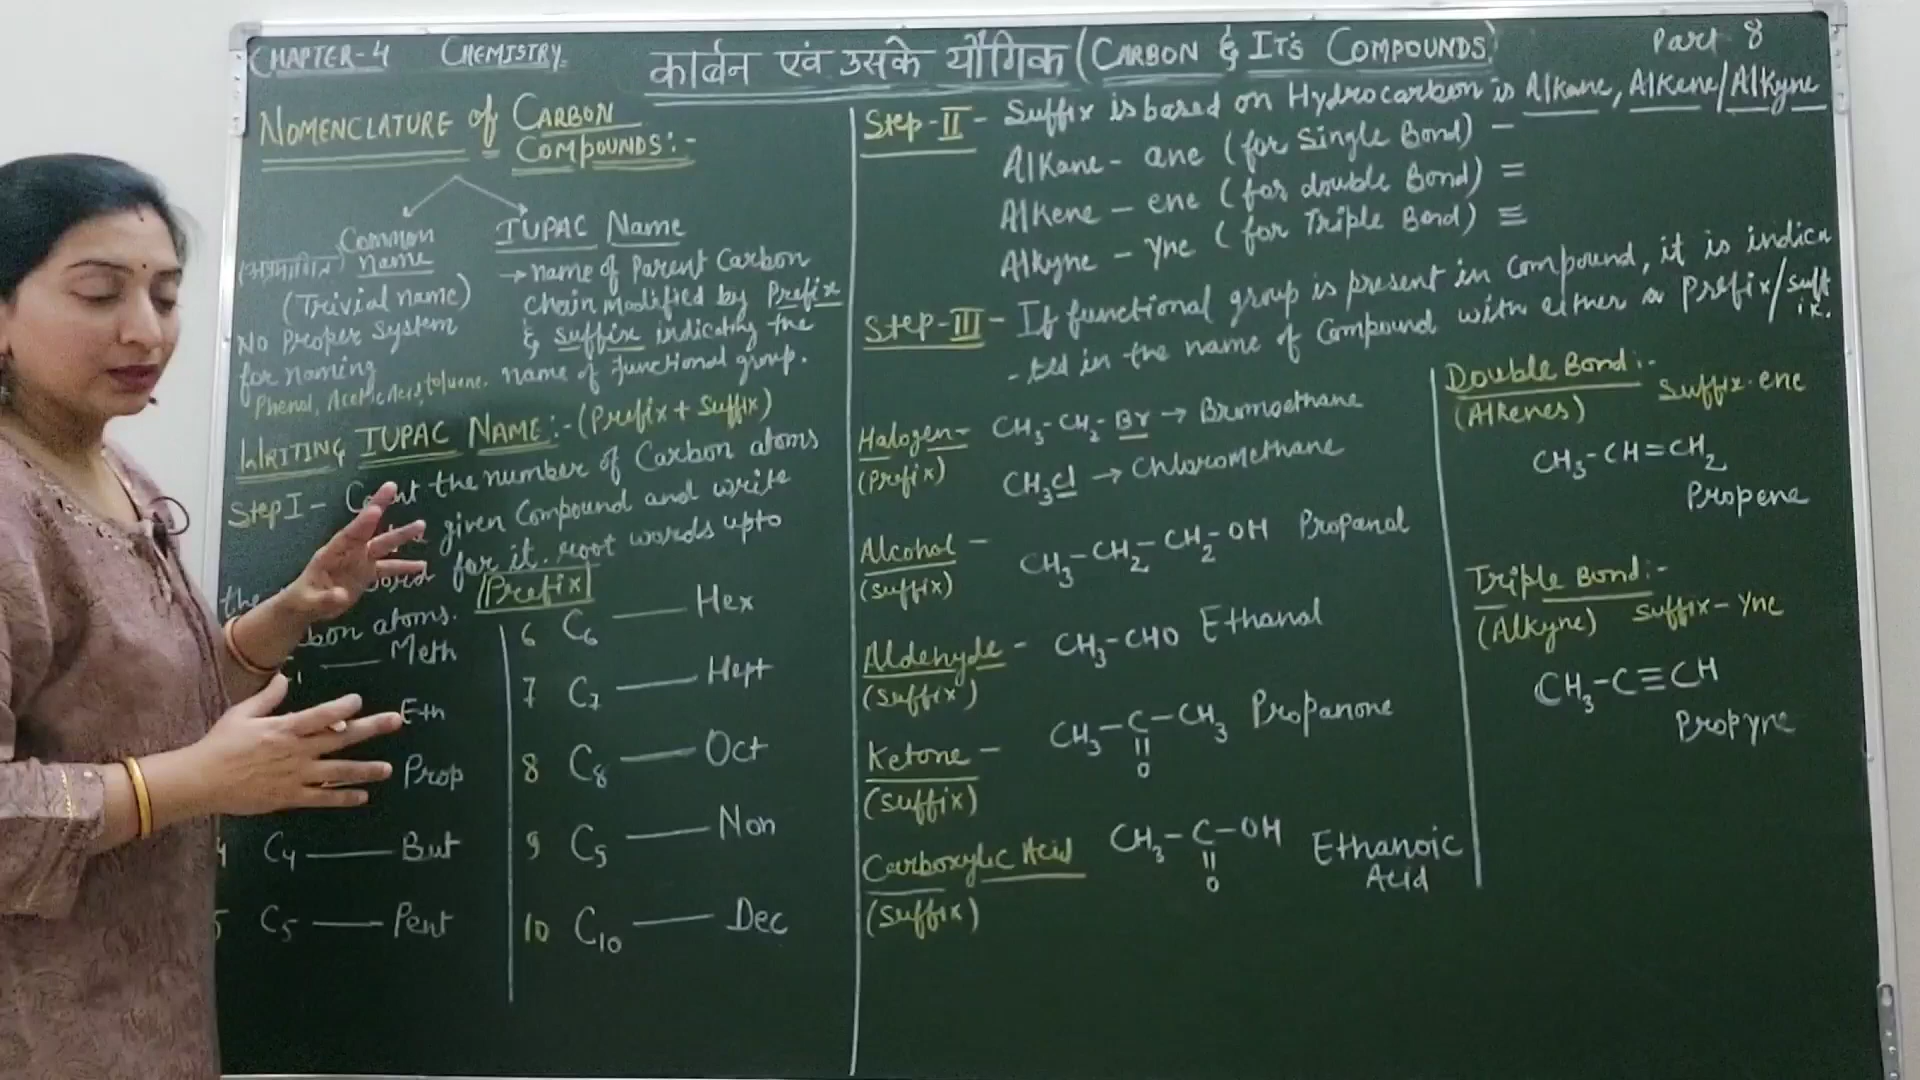 CHAPTER-4 CHEMISTRY
कार्बन एवं उसके यौगिक (CARBON & IT'S COMPOUNDS)
Part 8
NOMENCLATURE of CARBON
COMPOUNDS:-
Common
name
(Trivial name)
No Proper system
for naming
Phenol, Acetic Acid, toluene.
IUPAC Name
→ name of Parent Carbon
chain modified by Prefix
& suffix indicating the
name of functional group.
WRITING IUPAC NAME:- (Prefix + Suffix)
Step I - Count the number of Carbon atoms
given Compound and write
the for it. root words upto
atoms. Prefix
Meth
Eth
Prop
4 C4 — But
5 C5 — Pent
6 C6 — Hex
7 C7 — Hept
8 C8 — Oct
9 C9 — Non
10 C10 — Dec
Step-II - Suffix is based on Hydrocarbon is Alkane, Alkene/Alkyne
Alkane - ane (for Single Bond) –
Alkene - ene (for double Bond) =
Alkyne - Yne (for Triple Bond) ≡
Step-III - If functional group is present in Compound, it is indica
-ted in the name of Compound with either a Prefix/suff
ix.
Halogen- CH3-CH2-Br → Bromoethane
(Prefix) CH3Cl → Chloromethane
Alcohol - CH3-CH2-CH2-OH Propanol
(suffix)
Aldehyde - CH3-CHO Ethanal
(suffix)
Ketone - CH3-C-CH3 Propanone
||
O
(suffix)
Carboxylic Acid CH3-C-OH Ethanoic
||
O
Acid
(suffix)
Double Bond:-
(Alkenes) Suffix-ene
CH3-CH=CH2
Propene
Triple Bond:-
(Alkyne) Suffix-Yne
CH3-C≡CH
Propyne